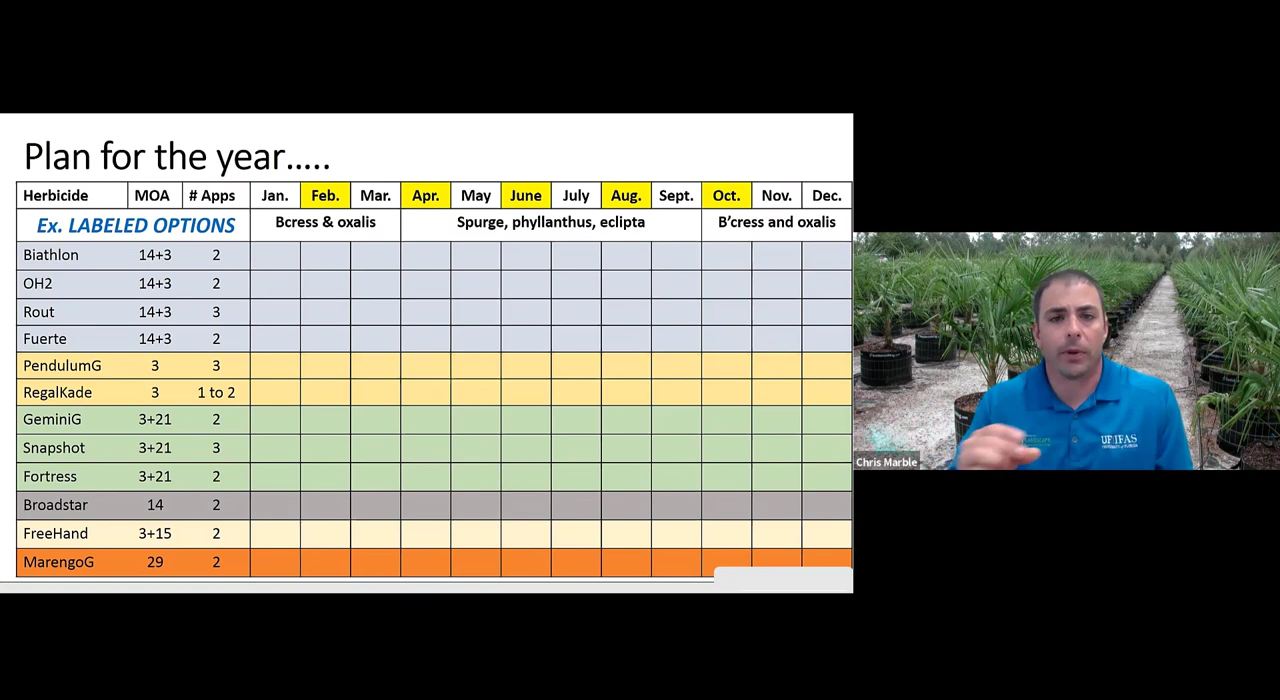 Plan for the year.....
Herbicide MOA # Apps Jan. Feb. Mar. Apr. May June July Aug. Sept. Oct. Nov. Dec.
Ex. LABELED OPTIONS Bcress & oxalis Spurge, phyllanthus, eclipta B'cress and oxalis
Biathlon 14+3 2
OH2 14+3 2
Rout 14+3 3
Fuerte 14+3 2
PendulumG 3 3
RegalKade 3 1 to 2
GeminiG 3+21 2
Snapshot 3+21 3
Fortress 3+21 2
Broadstar 14 2
FreeHand 3+15 2
MarengoG 29 2
UF IFAS
UNIVERSITY of FLORIDA
Chris Marble